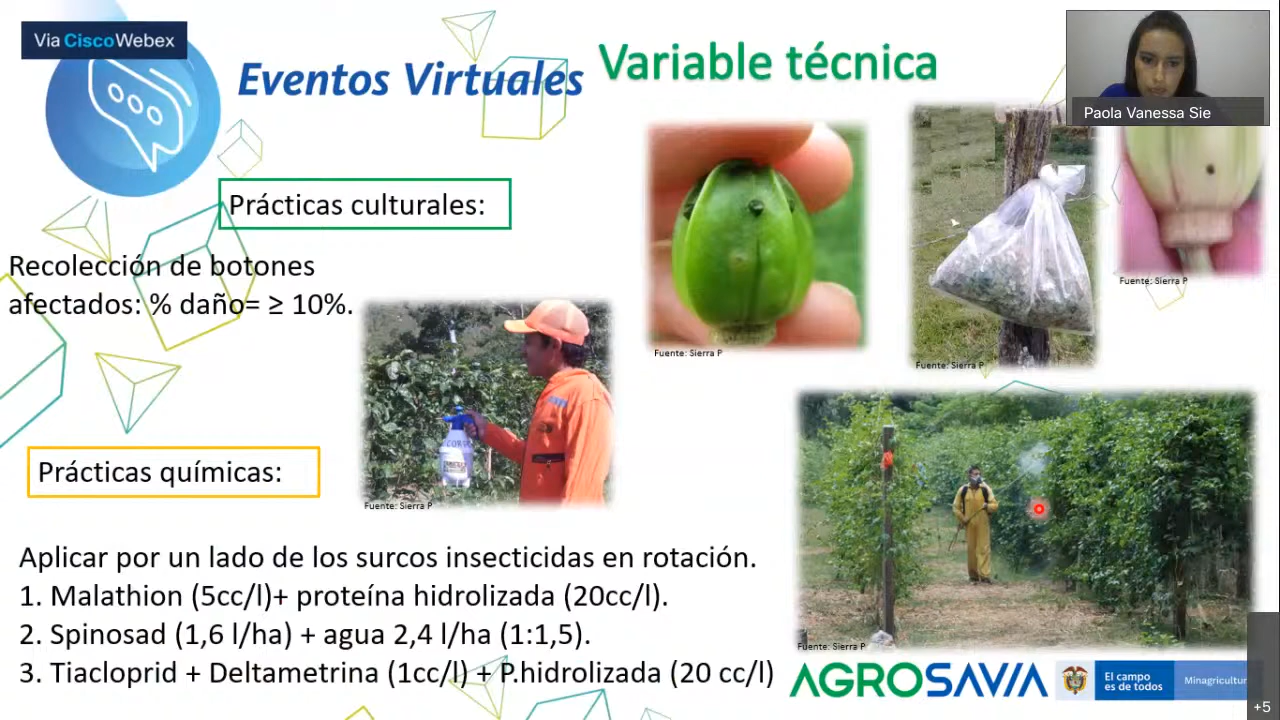 Vía CiscoWebex
Eventos Virtuales
Variable técnica
Paola Vanessa Sie
Prácticas culturales:
Recolección de botones
afectados: % daño= ≥ 10%.
Fuente: Sierra P
Fuente: Sierra P
Fuente: Sierra P
Fuente: Sierra P
Prácticas químicas:
Aplicar por un lado de los surcos insecticidas en rotación.
1. Malathion (5cc/l)+ proteína hidrolizada (20cc/l).
2. Spinosad (1,6 l/ha) + agua 2,4 l/ha (1:1,5).
3. Tiacloprid + Deltametrina (1cc/l) + P.hidrolizada (20 cc/l)
Fuente: Sierra P
AGROSAVIA
El campo
es de todos
Minagricultur
+5